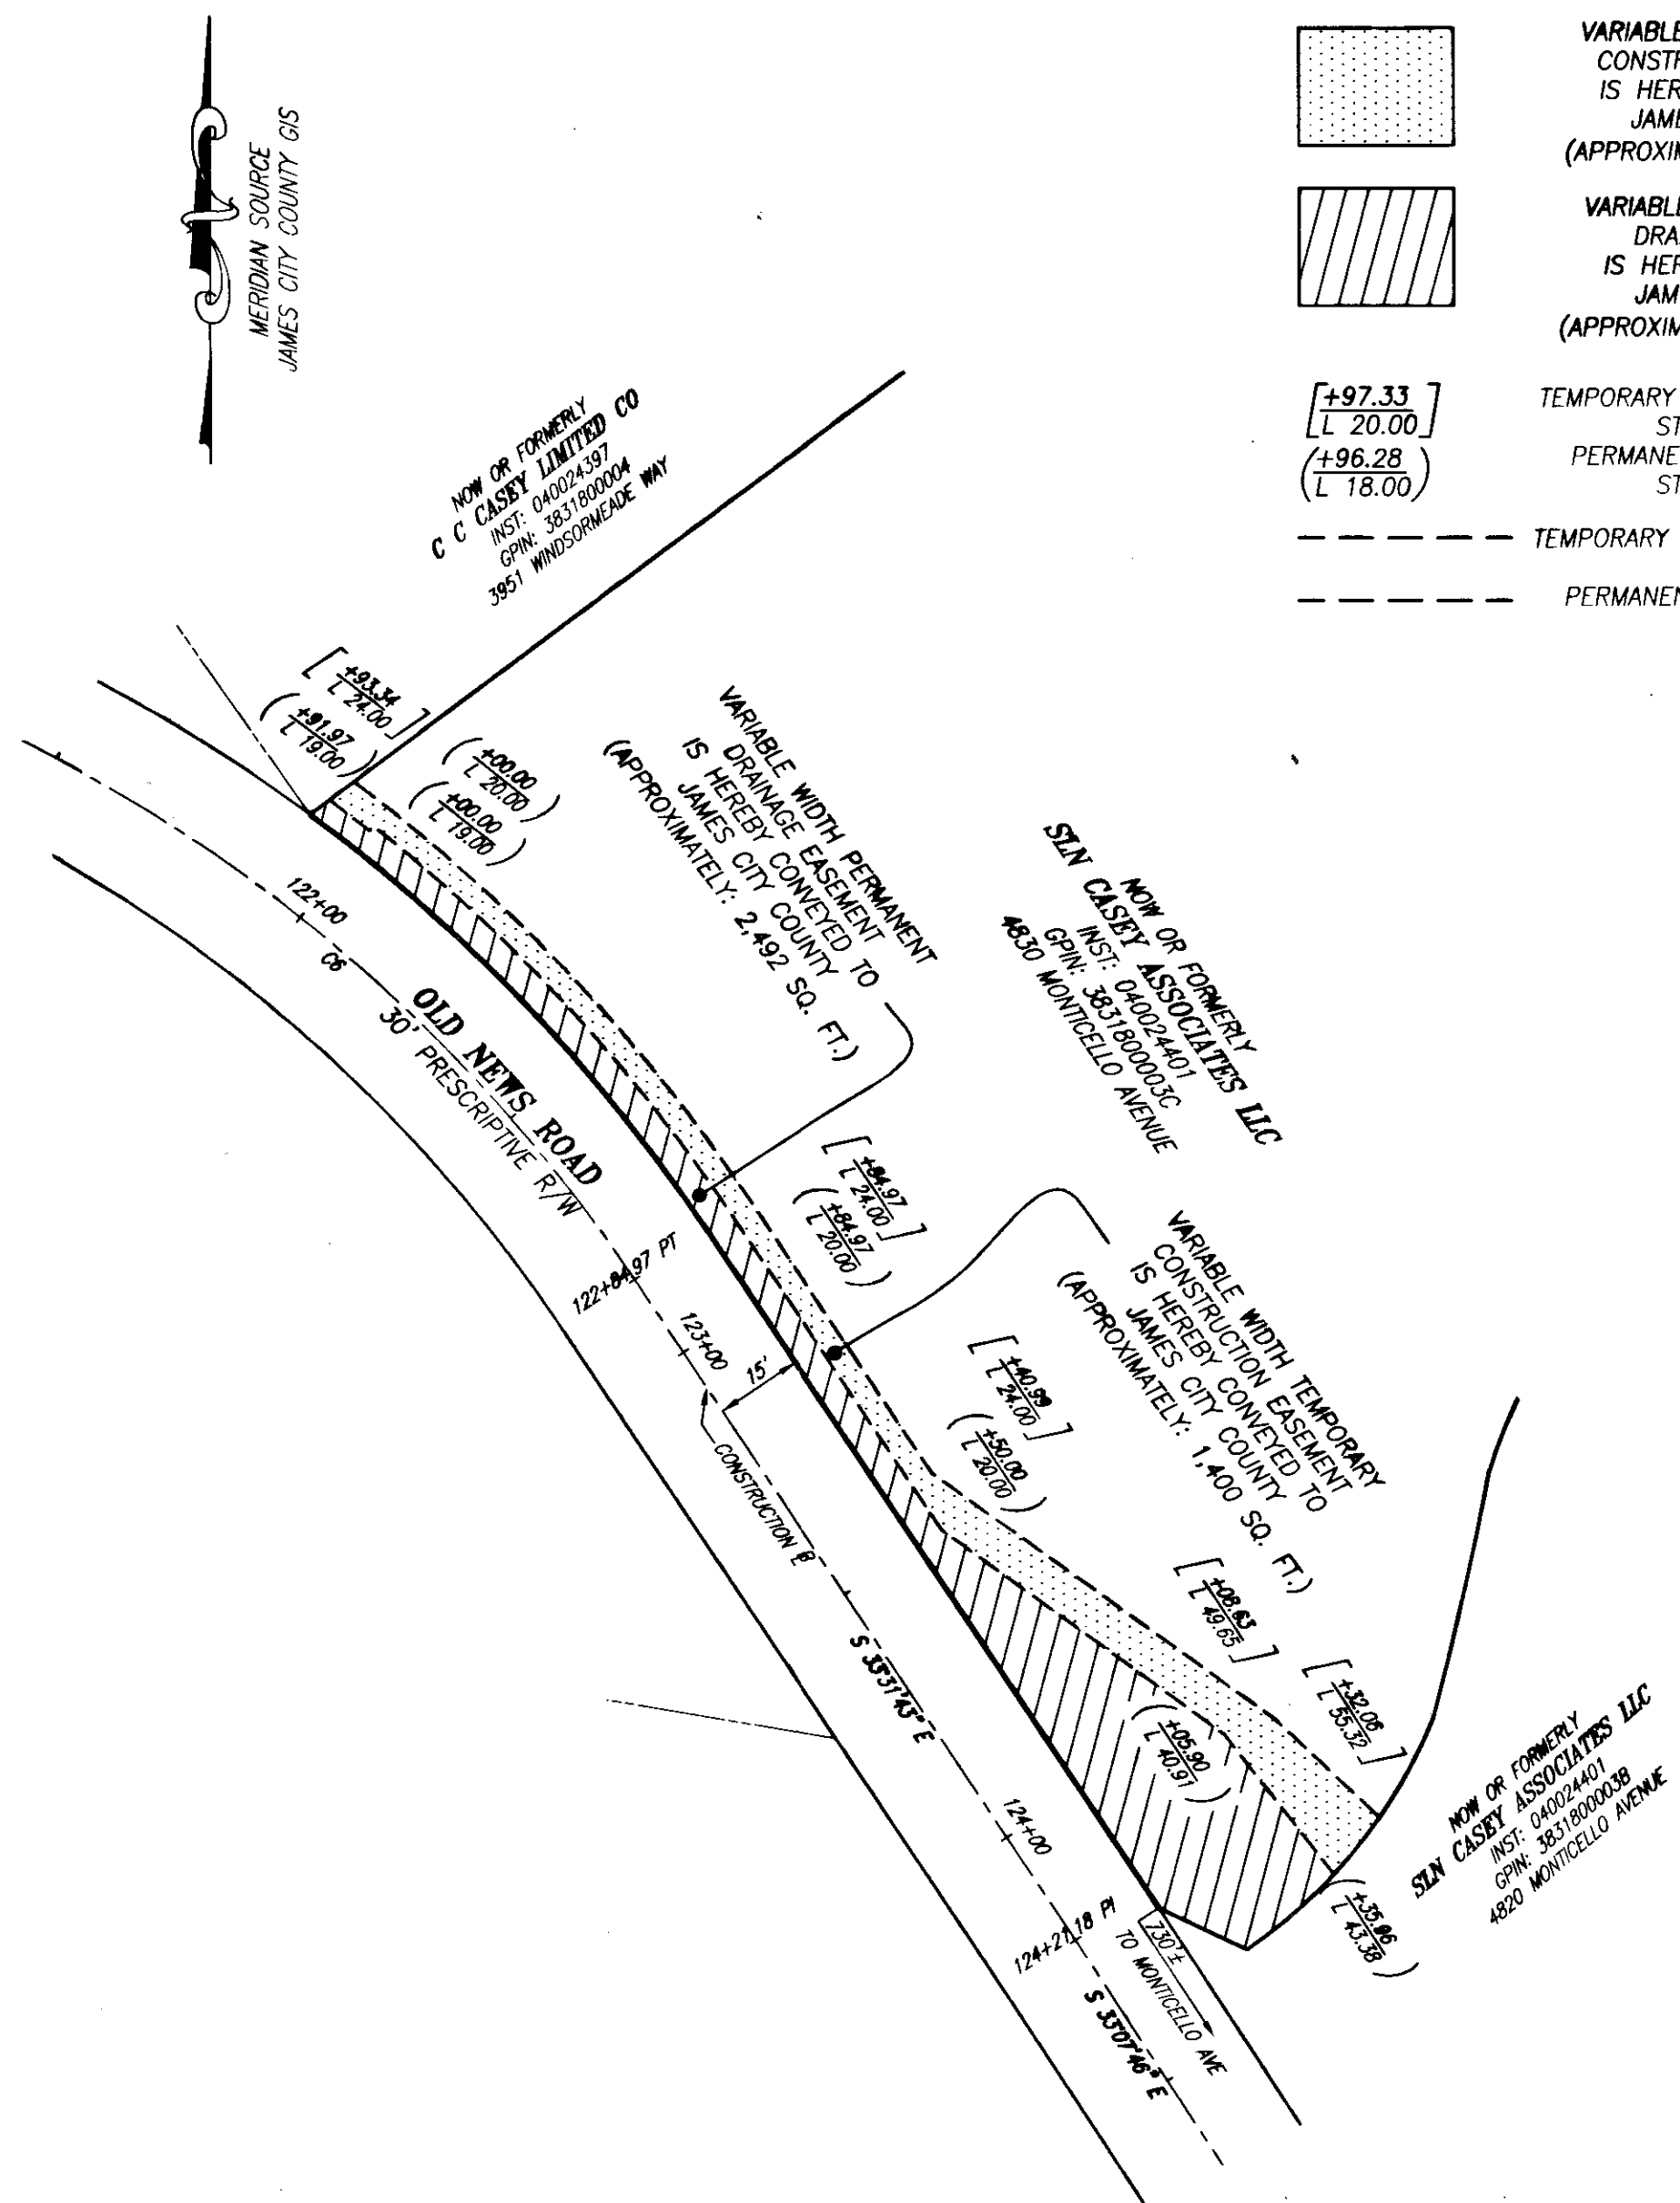 MERIDIAN SOURCE
JAMES CITY COUNTY GIS
VARIABLE
CONSTR
IS HER
JAME
(APPROXIM
VARIABLE
DRA
IS HER
JAM
(APPROXIM
[+97.33
L 20.00]
TEMPORARY
ST
(+96.28
L 18.00)
PERMANE
ST
TEMPORARY
PERMANEN
NOW OR FORMERLY
C C CASEY LIMITED CO
INST: 040024397
GPIN: 3831800004
3951 WINDSORMEADE WAY
[+93.34
L 24.00]
(+91.97
L 19.00)
(+00.00
L 20.00)
(+00.00
L 19.00)
VARIABLE WIDTH PERMANENT
DRAINAGE EASEMENT
IS HEREBY CONVEYED TO
JAMES CITY COUNTY
(APPROXIMATELY: 2,492 SQ. FT.)
NOW OR FORMERLY
SLN CASEY ASSOCIATES LLC
INST: 040024401
GPIN: 3831800003C
4830 MONTICELLO AVENUE
122+00
C6
OLD NEWS ROAD
30' PRESCRIPTIVE R/W
[+84.97
L 24.00]
(+84.97
L 20.00)
122+84.97 PT
123+00
15'
CONSTRUCTION BL
VARIABLE WIDTH TEMPORARY
CONSTRUCTION EASEMENT
IS HEREBY CONVEYED TO
JAMES CITY COUNTY
(APPROXIMATELY: 1,400 SQ. FT.)
[+40.99
L 24.00]
(+50.00
L 20.00)
[+08.63
L 49.65]
S 33°31'43" E
[+32.06
L 55.32]
(+05.90
L 40.91)
NOW OR FORMERLY
SLN CASEY ASSOCIATES LLC
INST: 040024401
GPIN: 3831800003B
4820 MONTICELLO AVENUE
124+00
(+35.96
L 43.38)
124+21.18 PI
730'±
TO MONTICELLO AVE
S 33°07'46" E